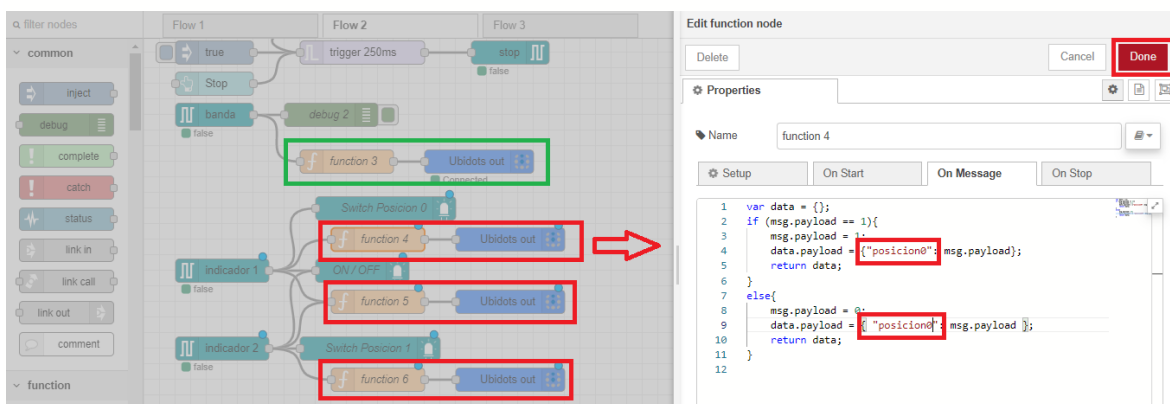 filter nodes
Flow 1
Flow 2
Flow 3
common
inject
debug
complete
catch
status
link in
link call
link out
comment
function
true
trigger 250ms
stop
false
Stop
banda
debug 2
false
function 3
Ubidots out
Connected
Switch Posicion 0
function 4
Ubidots out
indicador 1
ON / OFF
false
function 5
Ubidots out
indicador 2
Switch Posicion 1
false
function 6
Ubidots out
Edit function node
Delete
Cancel
Done
Properties
Name
function 4
Setup
On Start
On Message
On Stop
1 var data = {};
2 if (msg.payload == 1){
3 msg.payload = 1;
4 data.payload = {"posicion0": msg.payload};
5 return data;
6 }
7 else{
8 msg.payload = 0;
9 data.payload = { "posicion0": msg.payload };
10 return data;
11 }
12